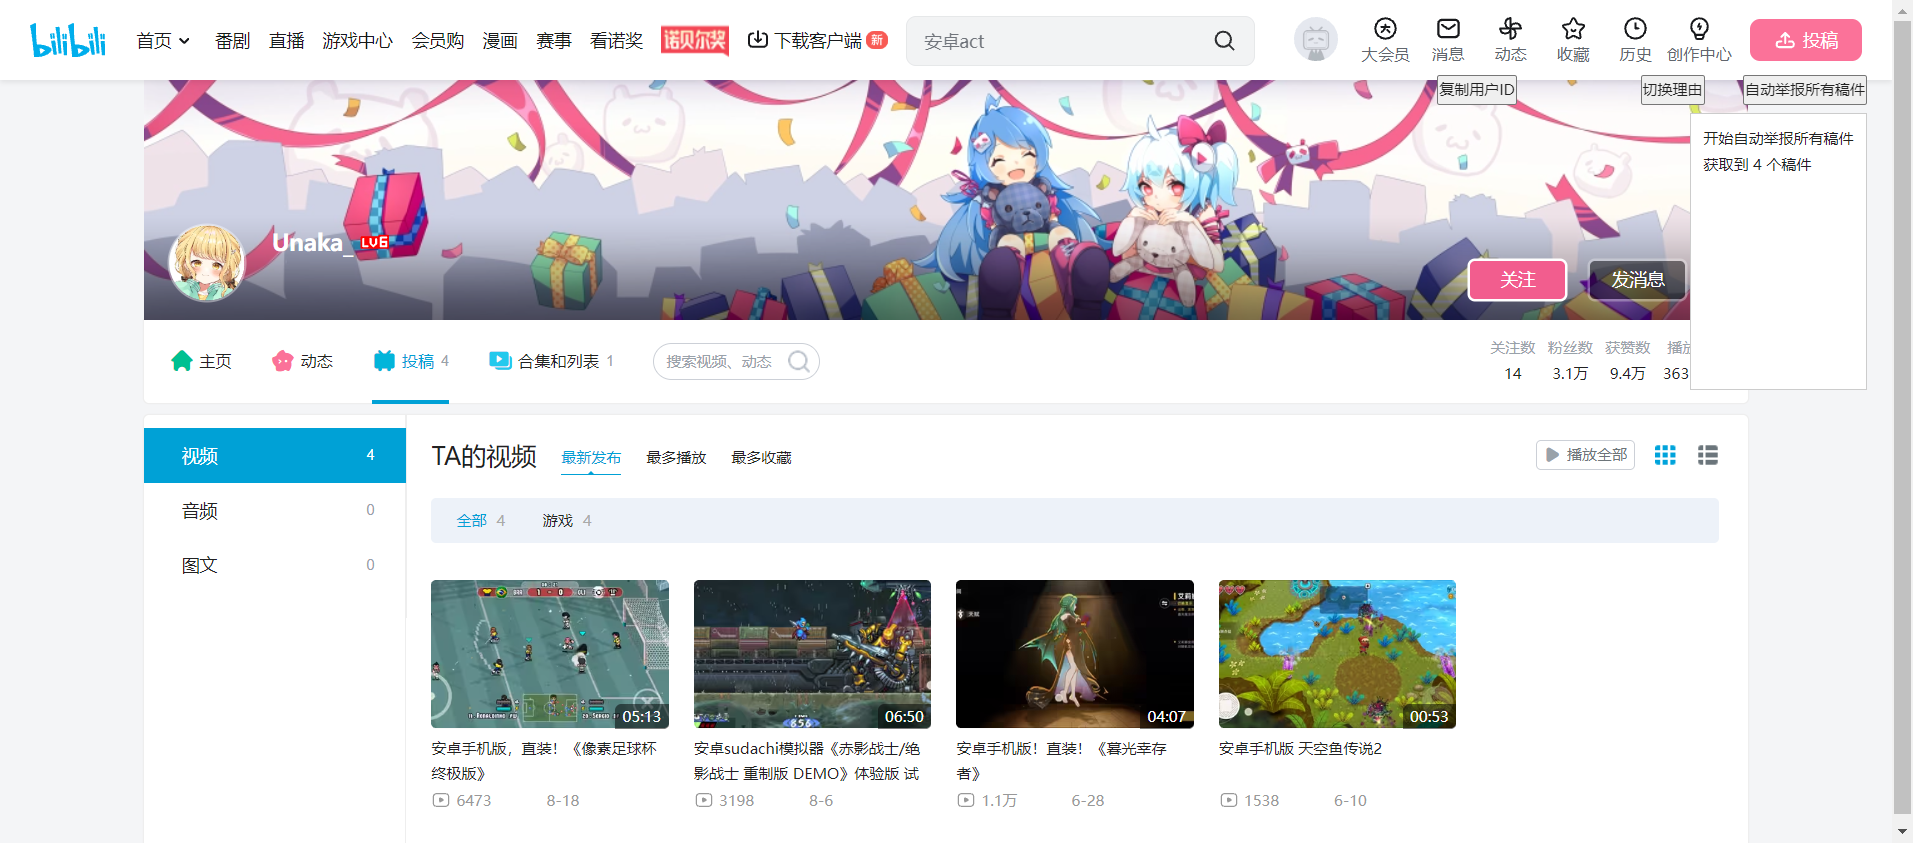 bilibili 首页 番剧 直播 游戏中心 会员购 漫画 赛事 看诺奖 诺贝尔奖 下载客户端 新 安卓act 大会员 消息 动态 收藏 历史 创作中心 投稿
复制用户ID 切换理由 自动举报所有稿件
开始自动举报所有稿件
获取到 4 个稿件
Unaka_ LV6
关注 发消息
主页 动态 投稿 4 合集和列表 1 搜索视频、动态
关注数 粉丝数 获赞数 播放
14 3.1万 9.4万 363
视频 4
音频 0
图文 0
TA的视频 最新发布 最多播放 最多收藏 播放全部
全部 4 游戏 4
05:13
安卓手机版，直装！《像素足球杯
终极版》
6473 8-18
856
06:50
安卓sudachi模拟器《赤影战士/绝
影战士 重制版 DEMO》体验版 试
3198 8-6
04:07
安卓手机版！直装！《暮光幸存
者》
1.1万 6-28
00:53
安卓手机版 天空鱼传说2
1538 6-10